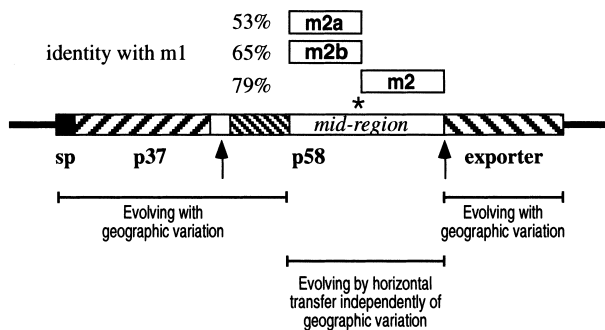 53% m2a
identity with m1 65% m2b
79% m2
*
mid-region
sp p37 p58 exporter
Evolving with
geographic variation
Evolving with
geographic variation
Evolving by horizontal
transfer independently of
geographic variation